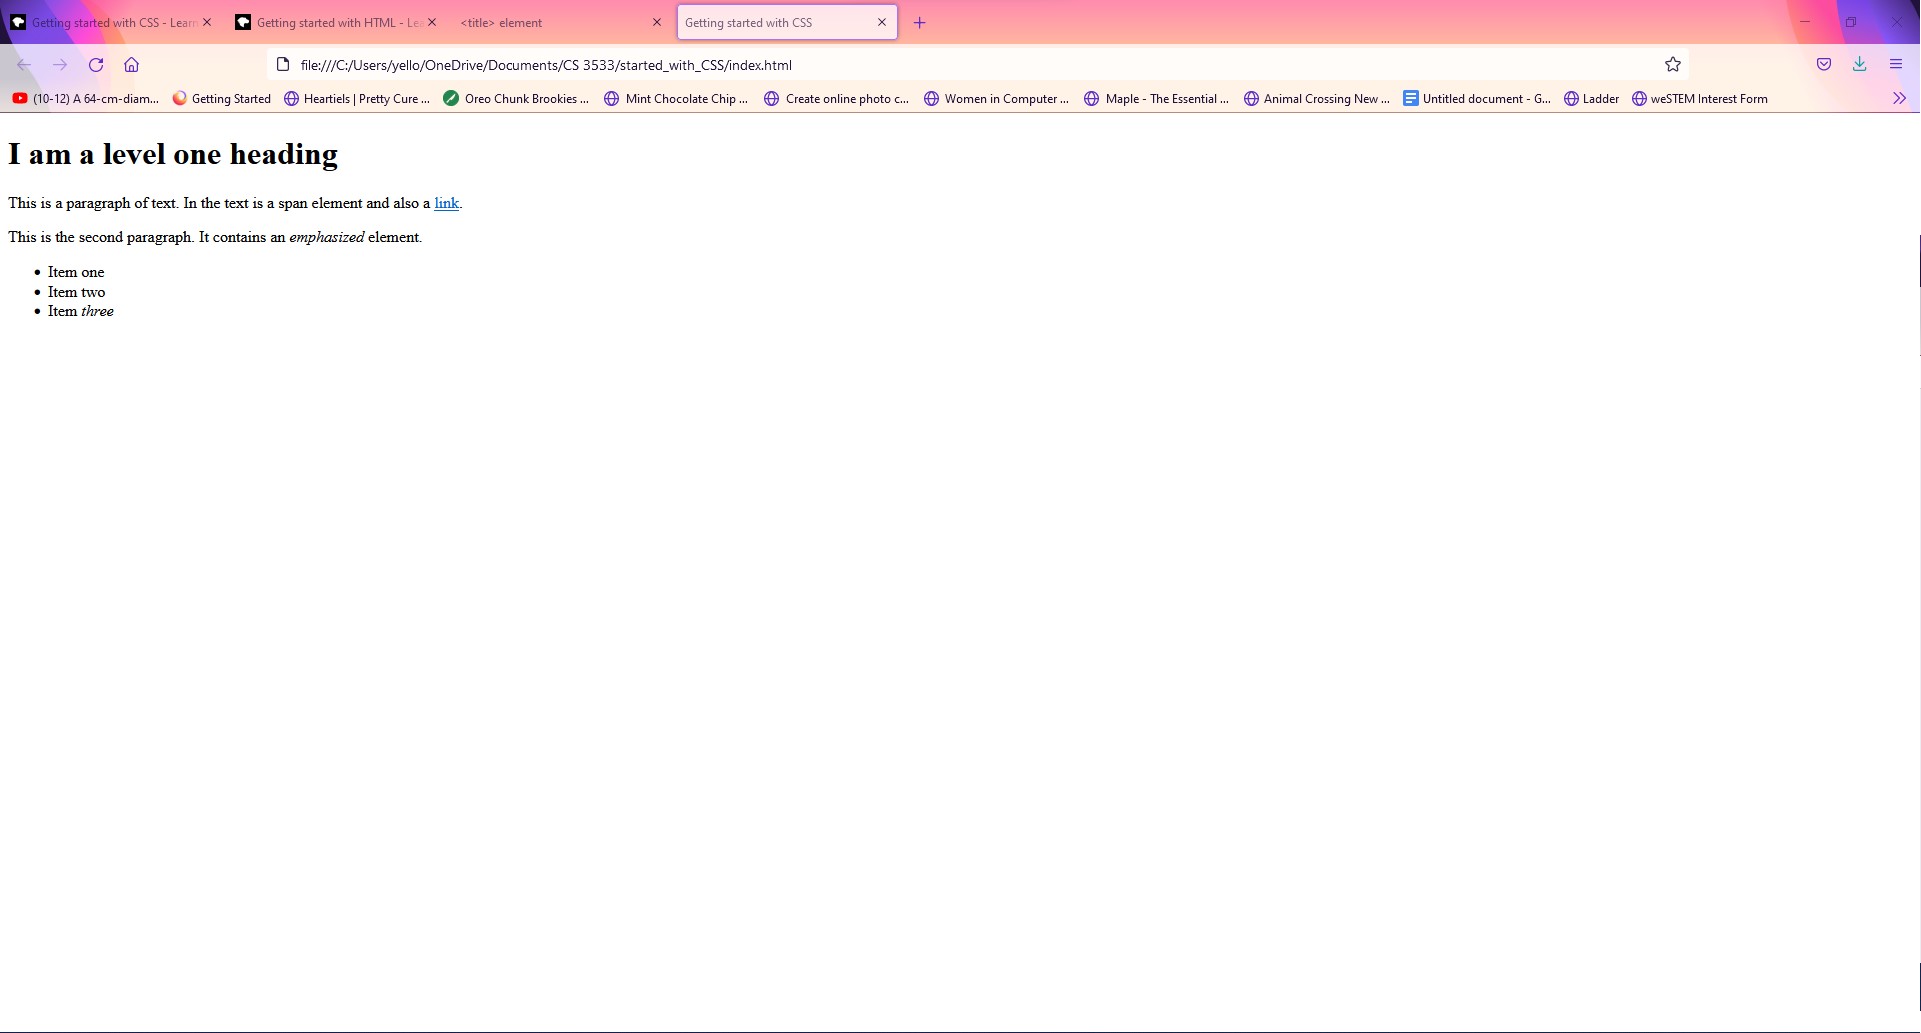 Getting started with CSS - Learn
Getting started with HTML - Lea
<title> element
Getting started with CSS
file:///C:/Users/yello/OneDrive/Documents/CS 3533/started_with_CSS/index.html
(10-12) A 64-cm-diam...
Getting Started
Heartiels | Pretty Cure ...
Oreo Chunk Brookies ...
Mint Chocolate Chip ...
Create online photo c...
Women in Computer ...
Maple - The Essential ...
Animal Crossing New ...
Untitled document - G...
Ladder
weSTEM Interest Form
I am a level one heading
This is a paragraph of text. In the text is a span element and also a link.
This is the second paragraph. It contains an emphasized element.
• Item one
• Item two
• Item three